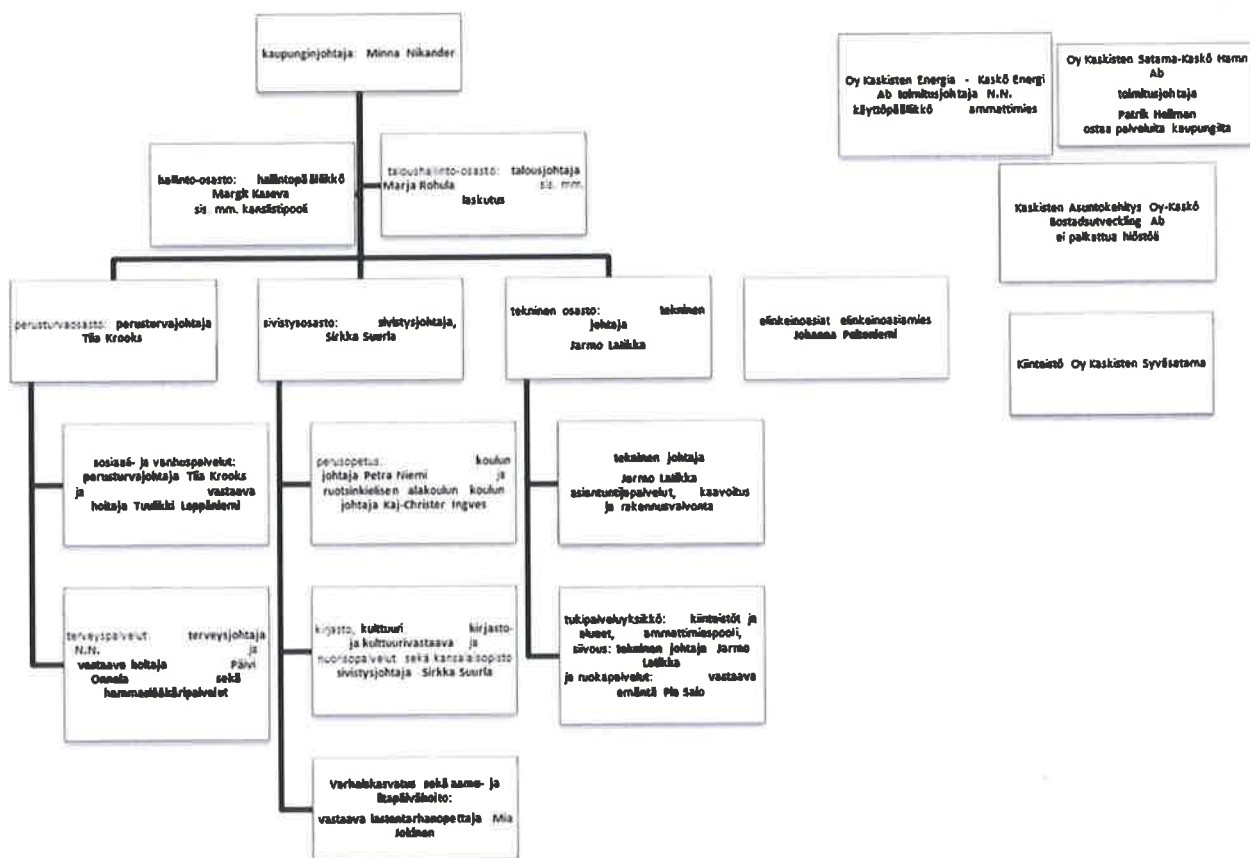 kaupunginjohtaja: Minna Nikander
Oy Kaskisten Energia - Kaskö Energi
Ab toimitusjohtaja N.N.
käyttöpäällikkö ammattimies
Oy Kaskisten Satama-Kaskö Hamn
Ab
toimitusjohtaja
Patrik Hellman
ostaa palveluita kaupungilta
hallinto-osasto: hallintopäällikkö
Margit Kaseva
sis. mm. kanslistipooli
taloushallinto-osasto: talousjohtaja
Marja Rohula sis. mm.
laskutus
Kaskisten Asuntokehitys Oy-Kaskö
Bostadsutveckling Ab
ei palkattua hlöstöä
perusturvaosasto: perusturvajohtaja
Tiia Krooks
sivistysosasto: sivistysjohtaja,
Sirkka Suurla
tekninen osasto: tekninen
johtaja
Jarmo Latikka
elinkeinoasiat elinkeinoasiamies
Johanna Peltoniemi
Kiinteistö Oy Kaskisten Syväsatama
sosiaali- ja vanhuspalvelut:
perusturvajohtaja Tiia Krooks
ja vastaava
hoitaja Tuulikki Leppäniemi
perusopetus: koulun
johtaja Petra Niemi ja
ruotsinkielisen alakoulun koulun
johtaja Kaj-Christer Ingves
tekninen johtaja
Jarmo Latikka
asiantuntijapalvelut, kaavoitus
ja rakennusvalvonta
terveyspalvelut: terveysjohtaja
N.N. ja
vastaava hoitaja Päivi
Onnela sekä
hammaslääkäripalvelut
kirjasto, kulttuuri kirjasto-
ja kulttuurivastaava ja
nuorisopalvelut sekä kansalaisopisto
sivistysjohtaja Sirkka Suurla
tukipalveluyksikkö: kiinteistöt ja
alueet, ammattimiespooli,
siivous: tekninen johtaja Jarmo
Latikka
ja ruokapalvelut: vastaava
emäntä Pia Salo
Varhaiskasvatus sekä aamu- ja
iltapäivähoito:
vastaava lastentarhanopettaja Mia
Jokinen